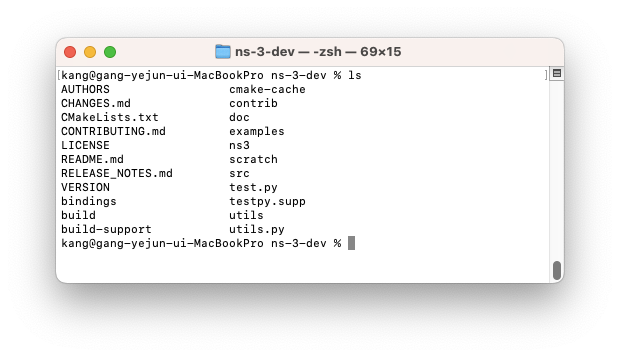 ns-3-dev — -zsh — 69×15
[kang@gang-yejun-ui-MacBookPro ns-3-dev % ls ]
AUTHORS cmake-cache
CHANGES.md contrib
CMakeLists.txt doc
CONTRIBUTING.md examples
LICENSE ns3
README.md scratch
RELEASE_NOTES.md src
VERSION test.py
bindings testpy.supp
build utils
build-support utils.py
kang@gang-yejun-ui-MacBookPro ns-3-dev %